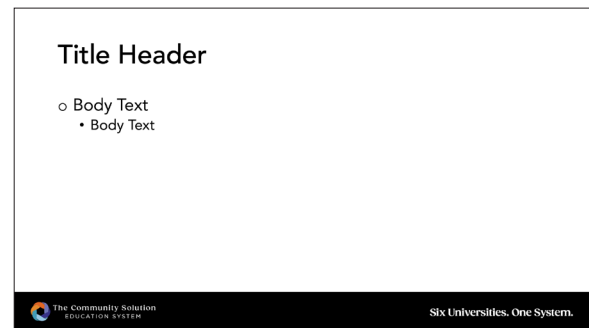 Title Header
Body Text
Body Text
The Community Solution
EDUCATION SYSTEM
Six Universities. One System.